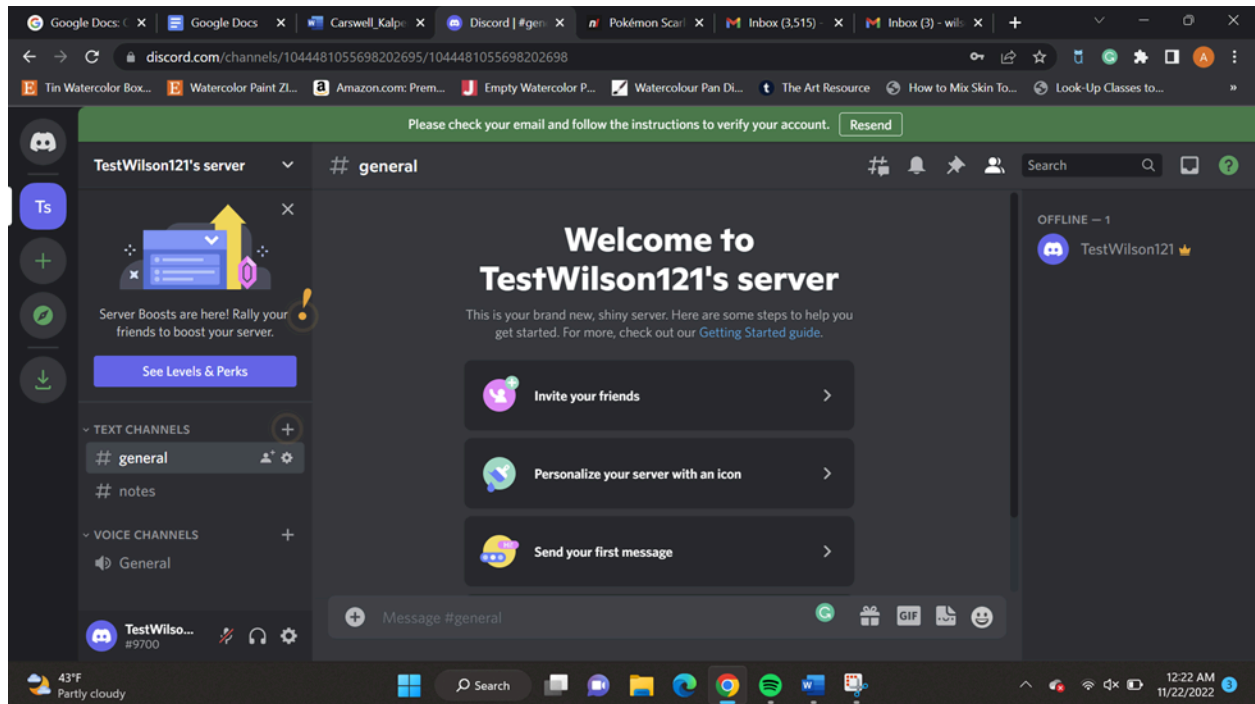 Google Docs: (
Google Docs
Carswell_Kalpe
Discord | #gen
Pokémon Scarl
Inbox (3,515) -
Inbox (3) - wils
discord.com/channels/1044481055698202695/1044481055698202698
Tin Watercolor Box...
Watercolor Paint ZI...
Amazon.com: Prem...
Empty Watercolor P...
Watercolour Pan Di...
The Art Resource
How to Mix Skin To...
Look-Up Classes to...
»
Please check your email and follow the instructions to verify your account.
Resend
TestWilson121's server
# general
Search
Ts
OFFLINE — 1
TestWilson121
Welcome to
TestWilson121's server
This is your brand new, shiny server. Here are some steps to help you
get started. For more, check out our Getting Started guide.
Server Boosts are here! Rally your
friends to boost your server.
See Levels & Perks
Invite your friends
Personalize your server with an icon
Send your first message
TEXT CHANNELS
# general
# notes
VOICE CHANNELS
General
TestWilso...
#9700
Message #general
GIF
43°F
Partly cloudy
Search
12:22 AM
11/22/2022
3